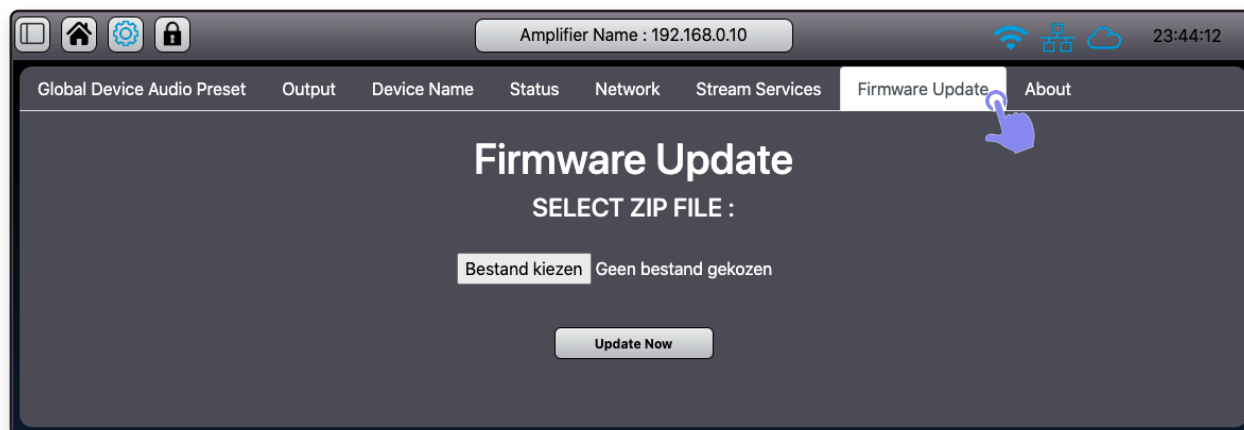 Amplifier Name : 192.168.0.10
23:44:12
Global Device Audio Preset
Output
Device Name
Status
Network
Stream Services
Firmware Update
About
Firmware Update
SELECT ZIP FILE :
Bestand kiezen Geen bestand gekozen
Update Now